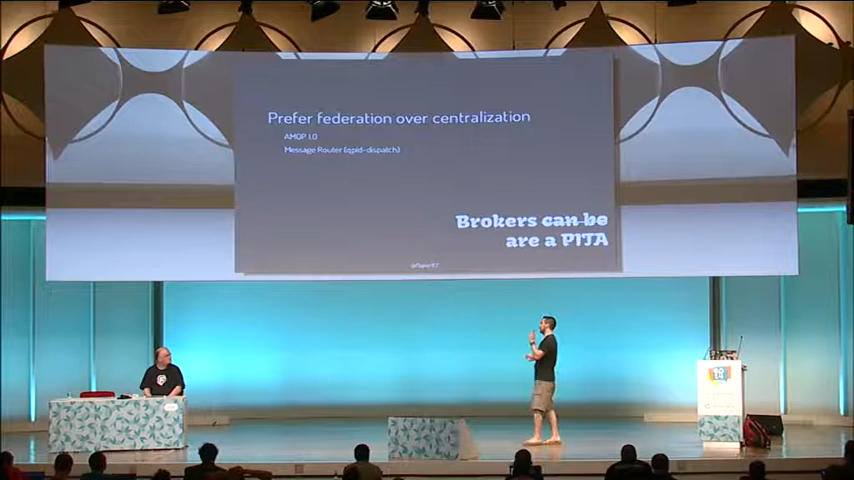 Prefer federation over centralization
AMQP 1.0
Message Router (qpid-dispatch)
Brokers can be
are a PITA